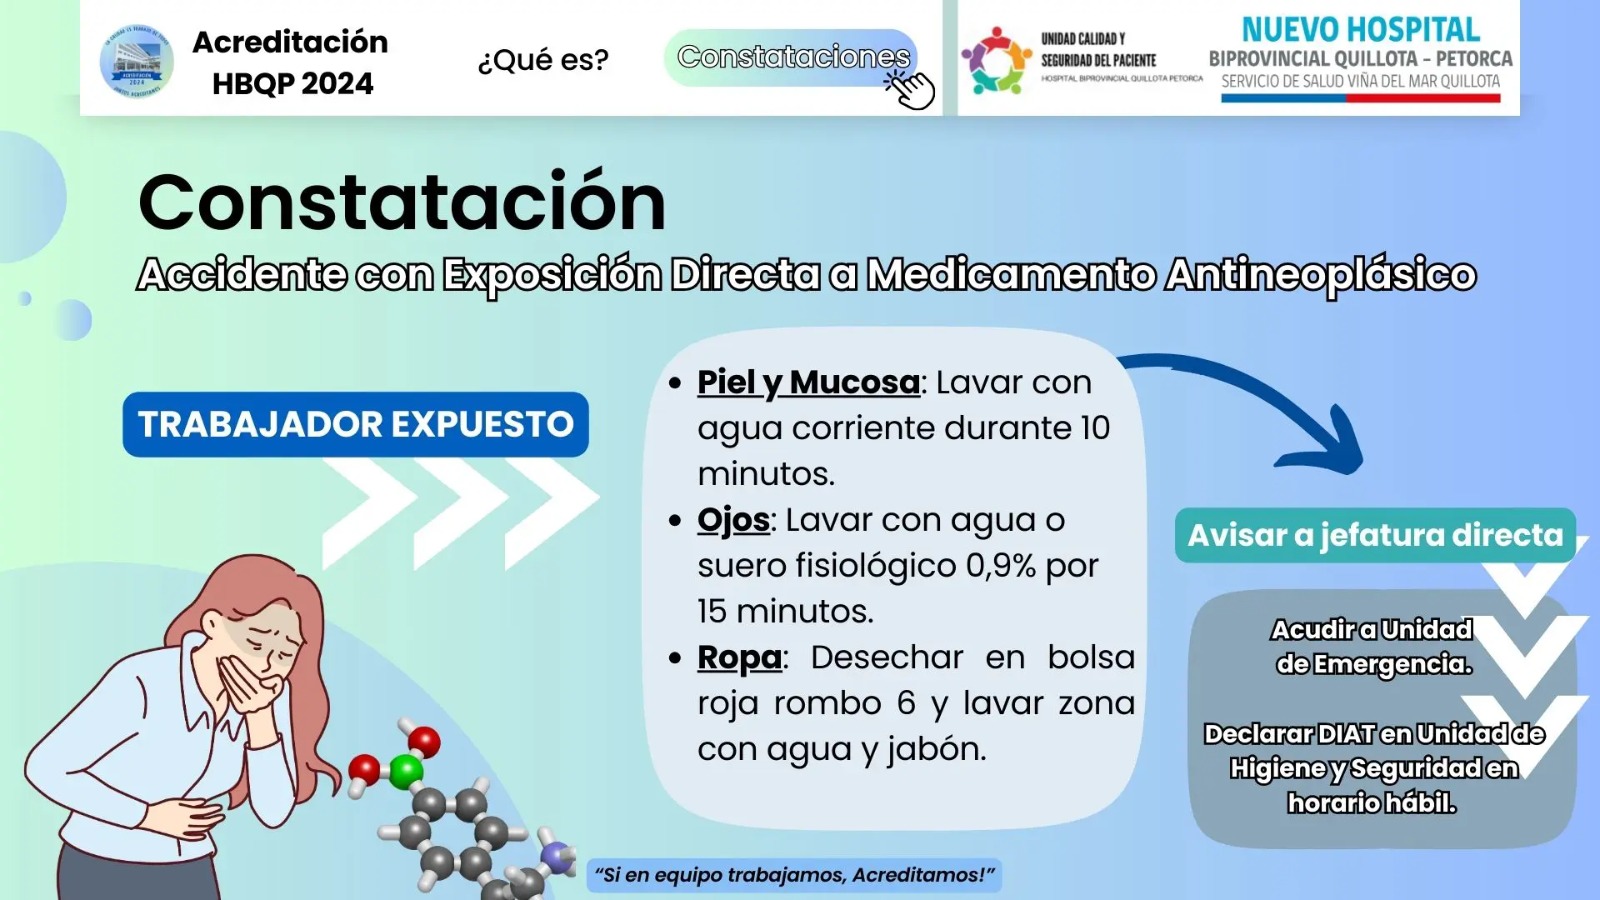 Acreditación
HBQP 2024
¿Qué es?
Constataciones
UNIDAD CALIDAD Y
SEGURIDAD DEL PACIENTE
HOSPITAL BIPROVINCIAL QUILLOTA PETORCA
NUEVO HOSPITAL
BIPROVINCIAL QUILLOTA - PETORCA
SERVICIO DE SALUD VIÑA DEL MAR QUILLOTA
Constatación
Accidente con Exposición Directa a Medicamento Antineoplásico
TRABAJADOR EXPUESTO
• Piel y Mucosa: Lavar con
agua corriente durante 10
minutos.
• Ojos: Lavar con agua o
suero fisiológico 0,9% por
15 minutos.
• Ropa: Desechar en bolsa
roja rombo 6 y lavar zona
con agua y jabón.
Avisar a jefatura directa
Acudir a Unidad
de Emergencia.
Declarar DIAT en Unidad de
Higiene y Seguridad en
horario hábil.
“Si en equipo trabajamos, Acreditamos!”